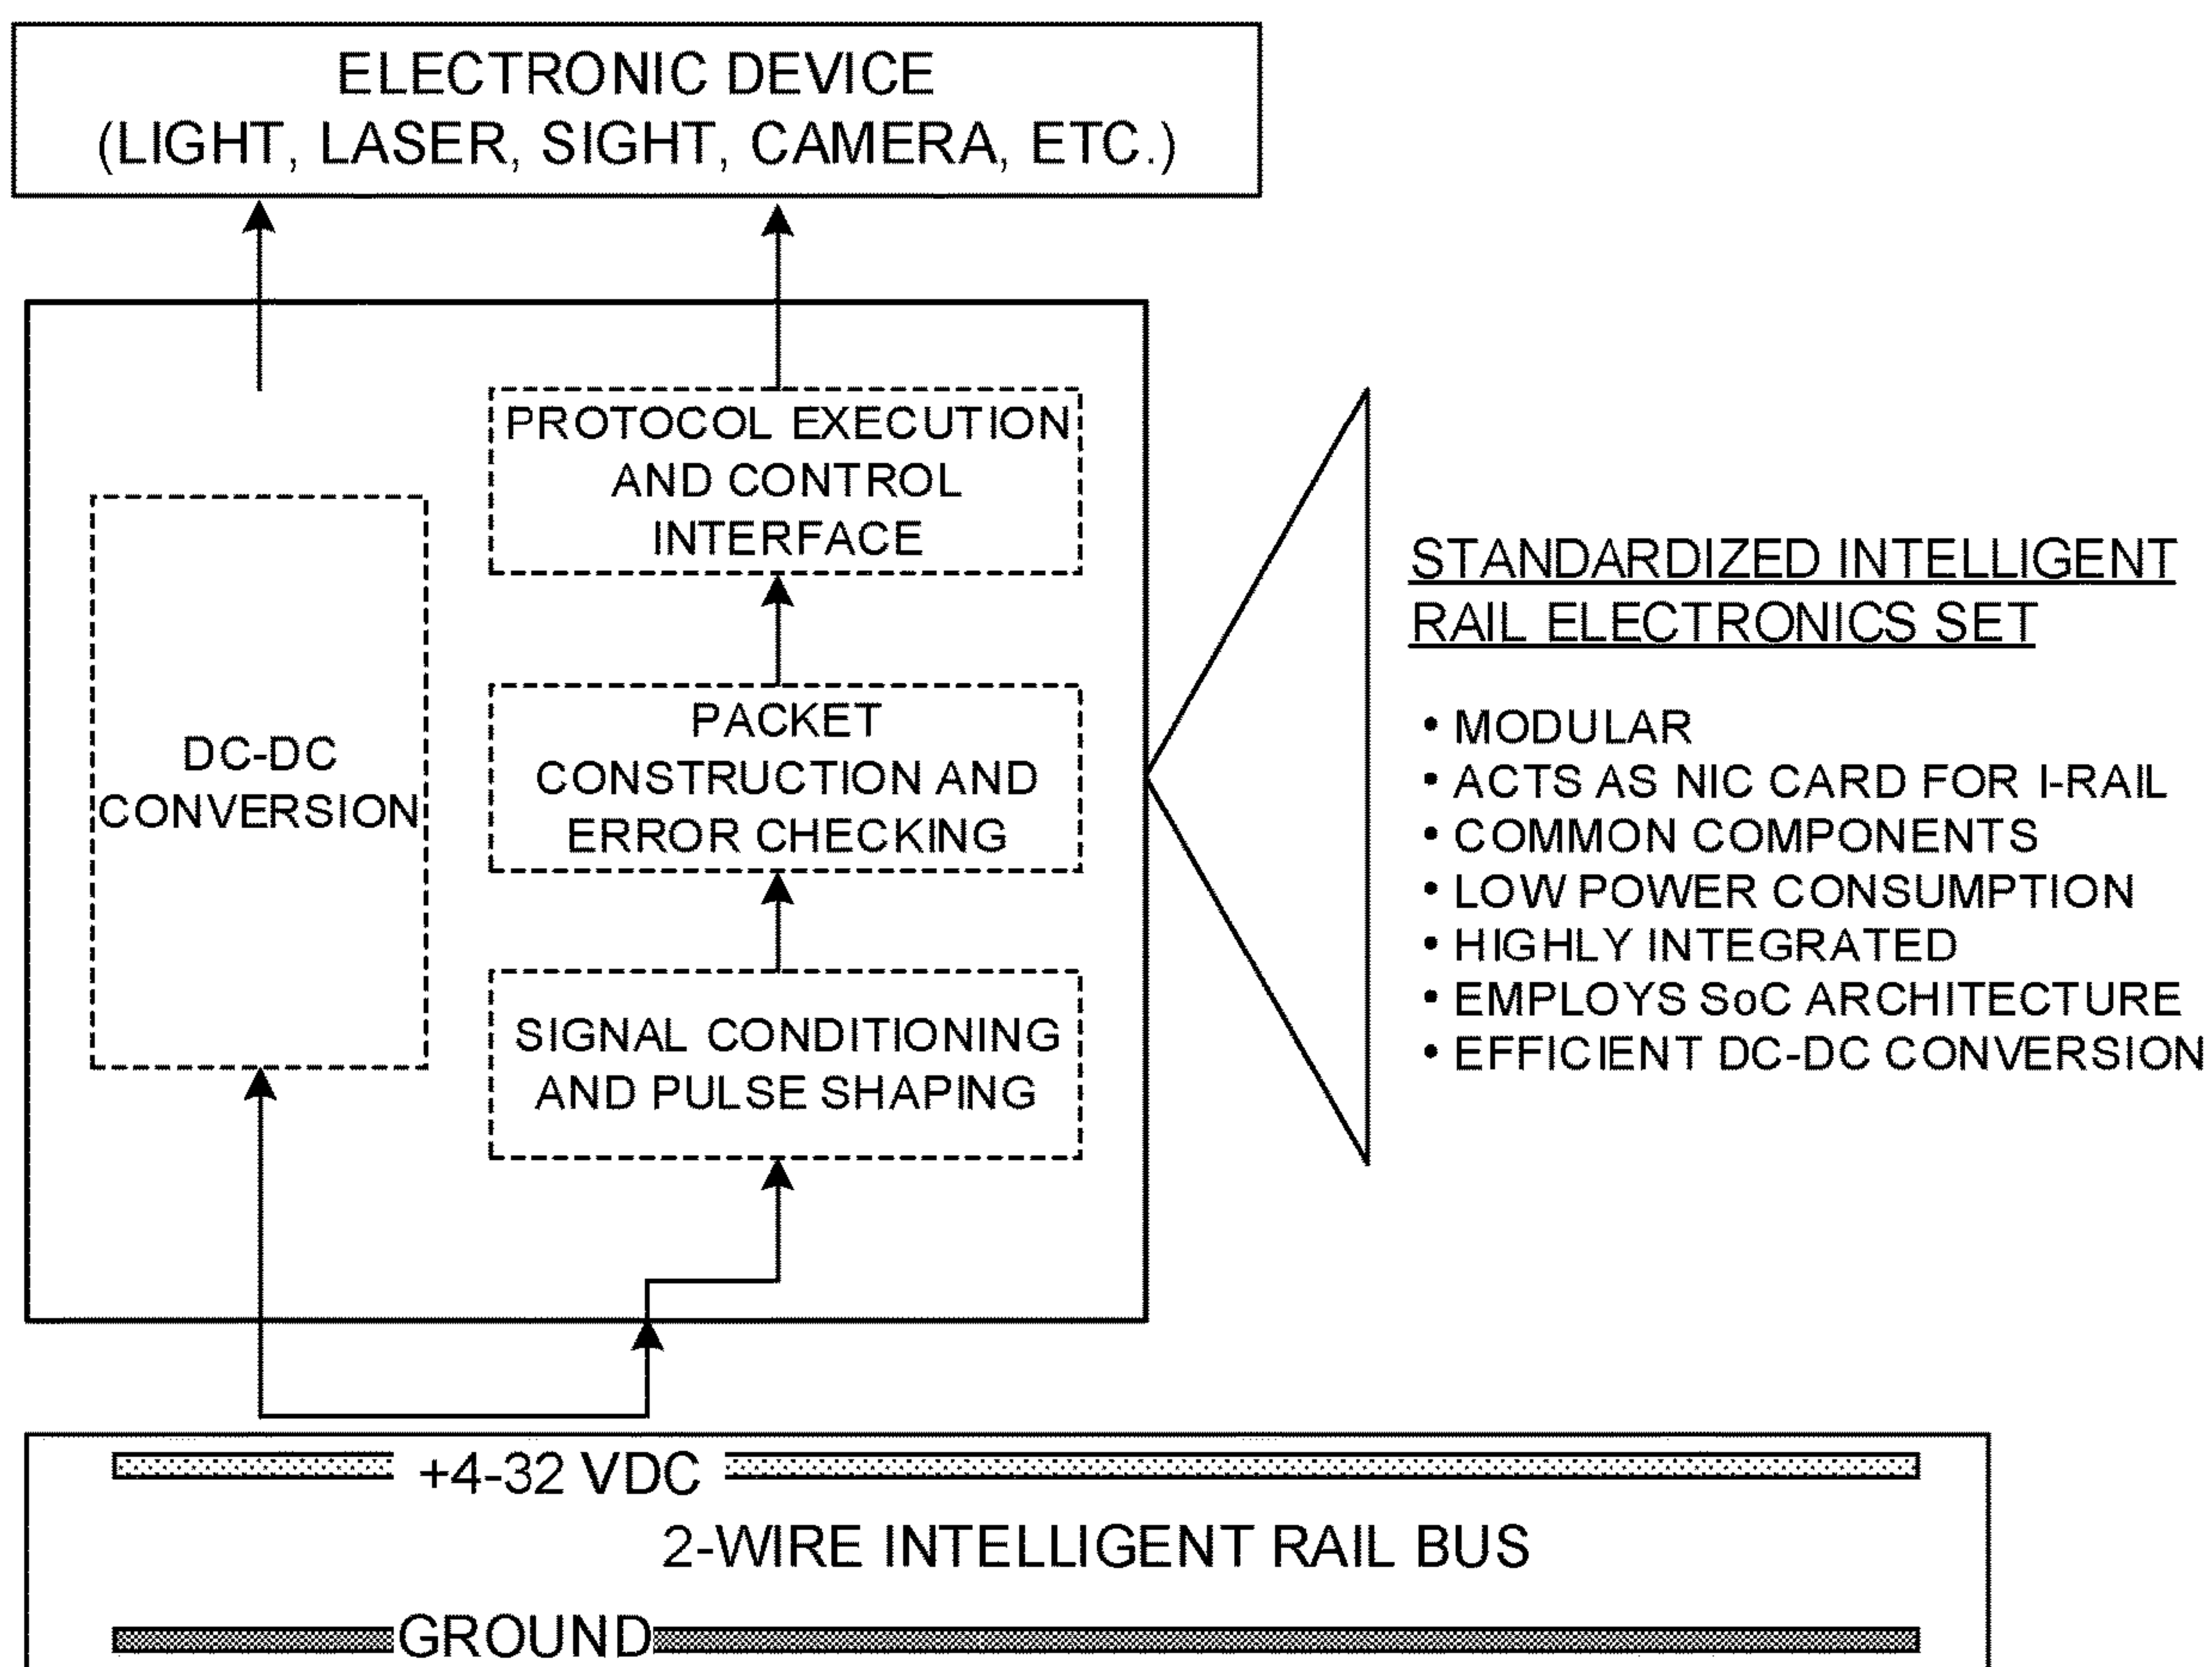 ELECTRONIC DEVICE
(LIGHT, LASER, SIGHT, CAMERA, ETC.)
PROTOCOL EXECUTION
AND CONTROL
INTERFACE
DC-DC
CONVERSION
PACKET
CONSTRUCTION AND
ERROR CHECKING
SIGNAL CONDITIONING
AND PULSE SHAPING
STANDARDIZED INTELLIGENT
RAIL ELECTRONICS SET
• MODULAR
• ACTS AS NIC CARD FOR I-RAIL
• COMMON COMPONENTS
• LOW POWER CONSUMPTION
• HIGHLY INTEGRATED
• EMPLOYS SoC ARCHITECTURE
• EFFICIENT DC-DC CONVERSION
+4-32 VDC
2-WIRE INTELLIGENT RAIL BUS
GROUND